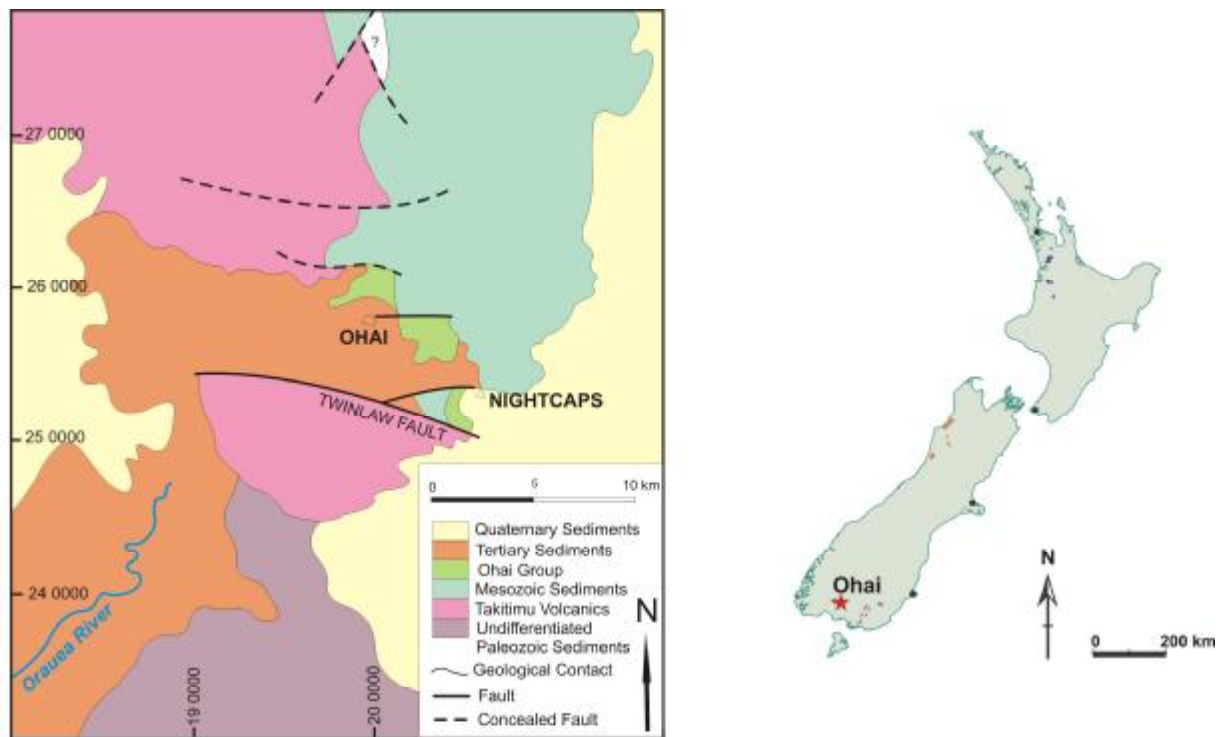 ?
27 0000
26 0000
OHAI
NIGHTCAPS
TWINLAW FAULT
25 0000
24 0000
Orauea River
19 0000
20 0000
0 5 10 km
Quaternary Sediments
Tertiary Sediments
Ohai Group
Mesozoic Sediments
Takitimu Volcanics
Undifferentiated
Paleozoic Sediments
Geological Contact
Fault
Concealed Fault
N
Ohai
N
0 200 km